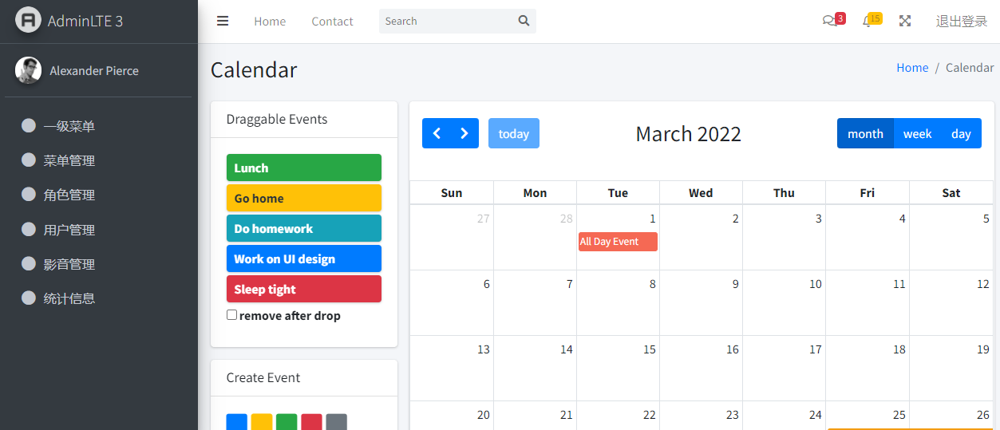 AdminLTE 3
Home
Contact
Search
3
15
退出登录
Alexander Pierce
一级菜单
菜单管理
角色管理
用户管理
影音管理
统计信息
Calendar
Home / Calendar
Draggable Events
Lunch
Go home
Do homework
Work on UI design
Sleep tight
remove after drop
Create Event
today
March 2022
month week day
Sun Mon Tue Wed Thu Fri Sat
27 28 1 2 3 4 5
All Day Event
6 7 8 9 10 11 12
13 14 15 16 17 18 19
20 21 22 23 24 25 26